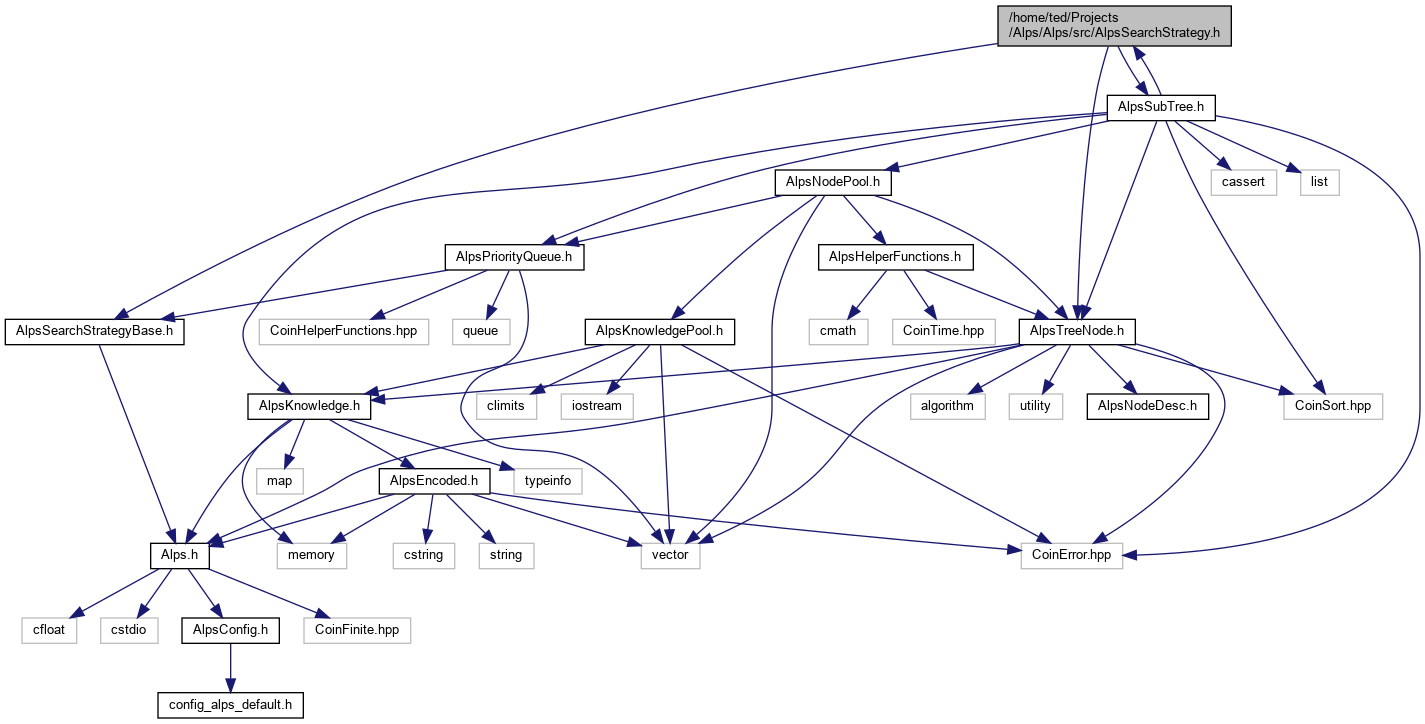 /home/ted/Projects
/Alps/Alps/src/AlpsSearchStrategy.h
AlpsSubTree.h
AlpsNodePool.h
cassert
list
AlpsPriorityQueue.h
AlpsHelperFunctions.h
AlpsSearchStrategyBase.h
CoinHelperFunctions.hpp
queue
AlpsKnowledgePool.h
cmath
CoinTime.hpp
AlpsTreeNode.h
AlpsKnowledge.h
climits
iostream
algorithm
utility
AlpsNodeDesc.h
CoinSort.hpp
map
AlpsEncoded.h
typeinfo
Alps.h
memory
cstring
string
vector
CoinError.hpp
cfloat
cstdio
AlpsConfig.h
CoinFinite.hpp
config_alps_default.h